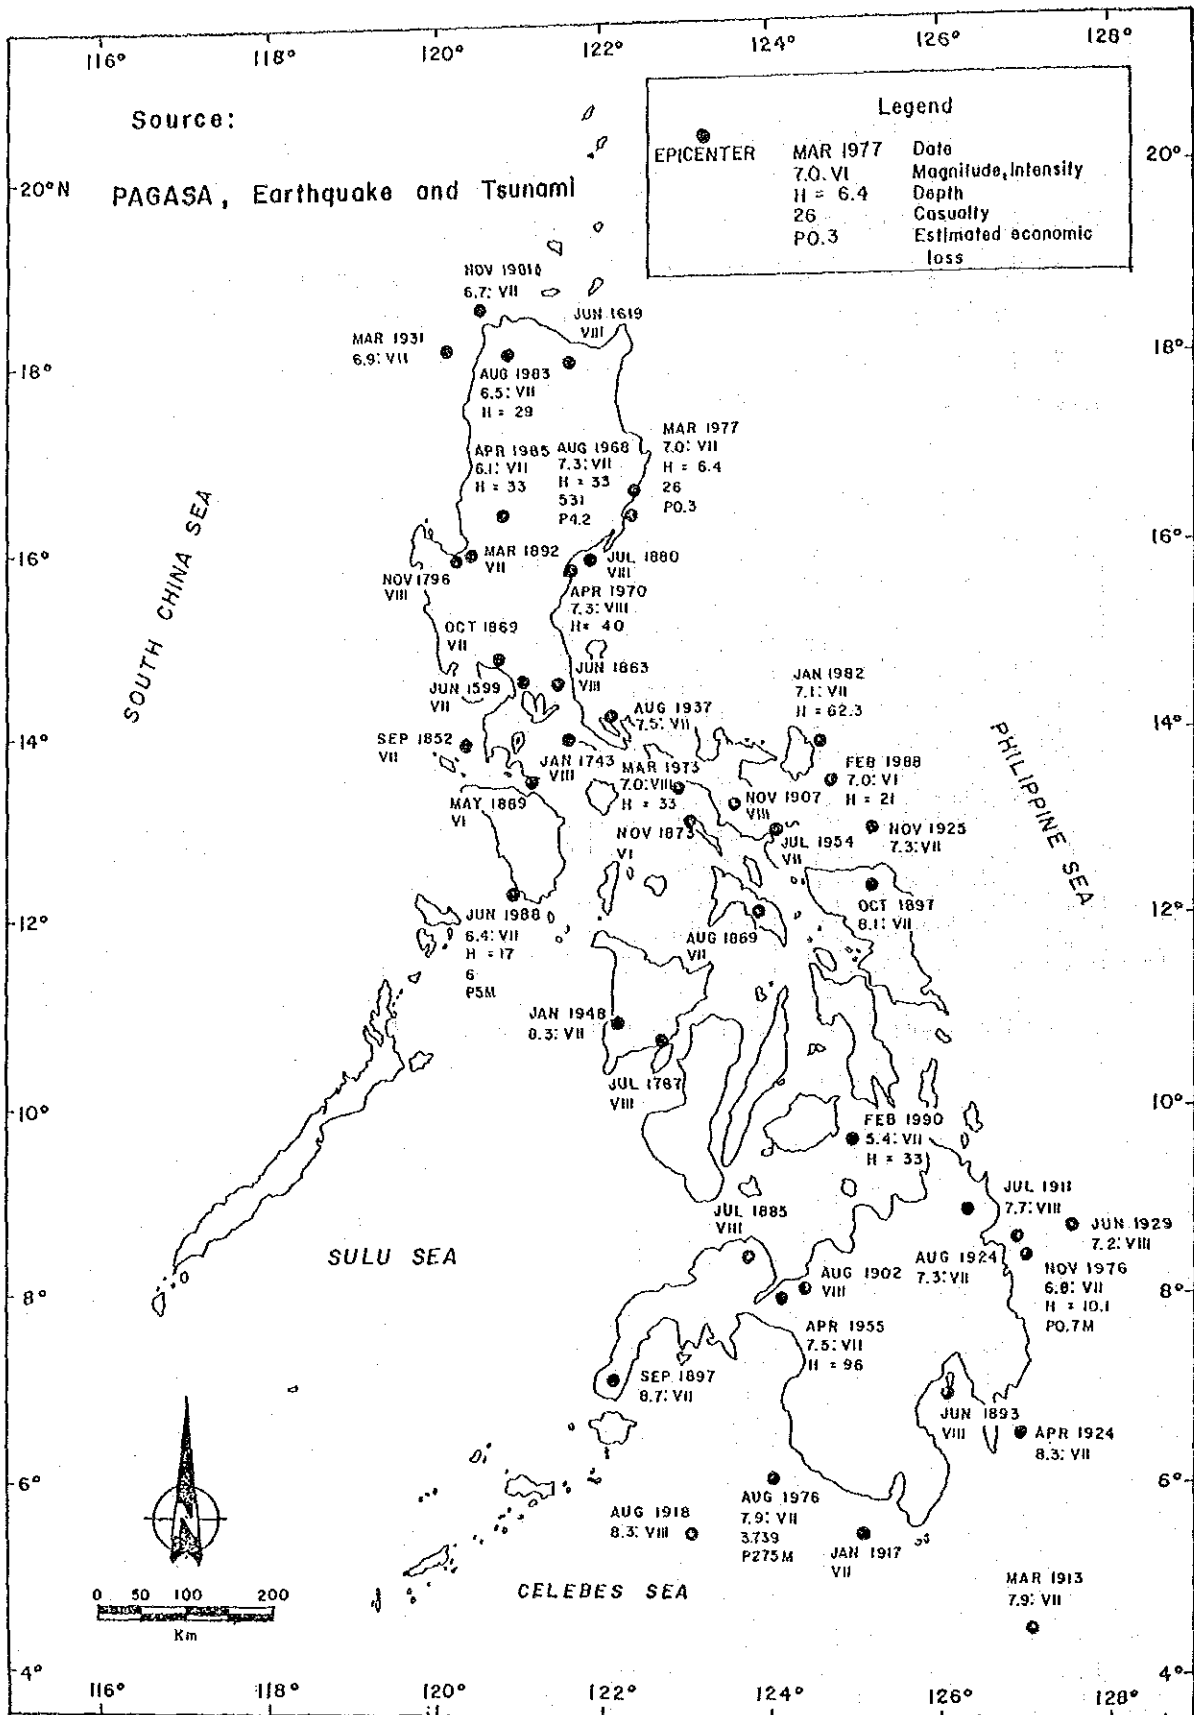 116°
118°
120°
122°
124°
126°
128°
Source:
PAGASA, Earthquake and Tsunami
Legend
EPICENTER
MAR 1977 Date
7.0. VI Magnitude, Intensity
H = 6.4 Depth
26 Casualty
P0.3 Estimated economic
loss
20°N
20°
NOV 1901
6.7: VII
JUN 1619
VIII
MAR 1931
6.9: VII
18°
18°
AUG 1983
6.5: VII
H = 29
APR 1985
6.1: VII
H = 33
AUG 1968
7.3: VII
H = 33
531
P4.2
MAR 1977
7.0: VII
H = 6.4
26
P0.3
SOUTH CHINA SEA
16°
16°
MAR 1892
VII
NOV 1796
VIII
JUL 1880
VIII
APR 1970
7.3: VIII
H= 40
OCT 1869
VII
JUN 1599
VII
JUN 1863
VIII
JAN 1982
7.1: VII
H = 62.3
AUG 1937
7.5: VII
14°
14°
SEP 1852
VII
JAN 1743
VIII
MAR 1973
7.0: VIII
H = 33
FEB 1988
7.0: VI
H = 21
PHILIPPINE SEA
MAY 1889
VI
NOV 1907
VIII
NOV 1873
VI
JUL 1954
VII
NOV 1925
7.3: VII
12°
12°
JUN 1988
6.4: VII
H = 17
6
P5M
AUG 1869
VII
OCT 1897
8.1: VII
JAN 1948
8.3: VII
JUL 1787
VIII
10°
10°
FEB 1990
5.4: VII
H = 33
JUL 1885
VIII
JUL 1911
7.7: VIII
JUN 1929
7.2: VIII
SULU SEA
AUG 1924
7.3: VII
AUG 1902
VIII
NOV 1976
6.8: VII
H = 10.1
P0.7M
8°
8°
APR 1955
7.5: VII
H = 96
SEP 1897
8.7: VII
JUN 1893
VIII
APR 1924
8.3: VII
6°
6°
AUG 1918
8.3: VIII
AUG 1976
7.9: VII
3,739
P275M
JAN 1917
VII
N
CELEBES SEA
MAR 1913
7.9: VII
0 50 100 200
Km
4°
4°
116°
118°
120°
122°
124°
126°
128°